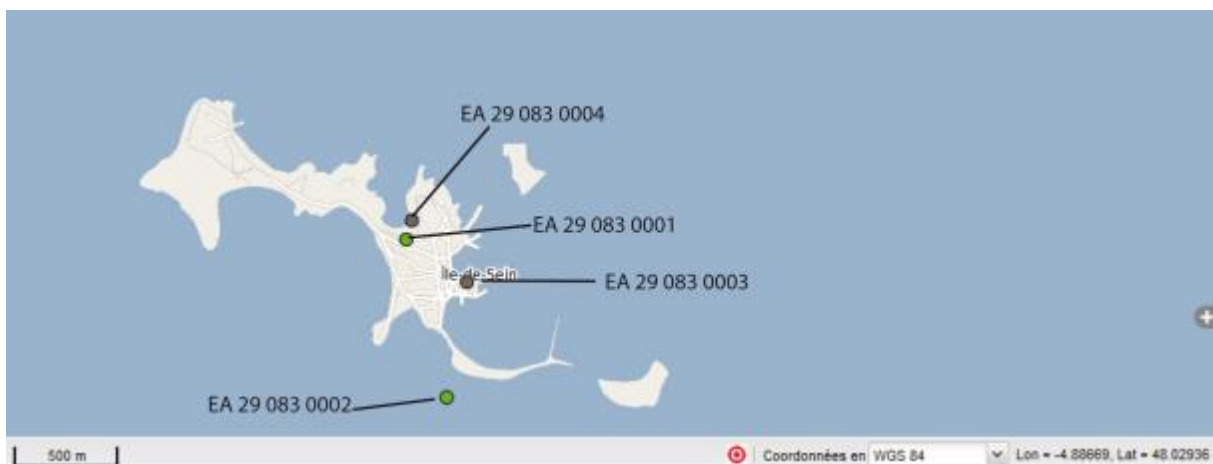 EA 29 083 0004
EA 29 083 0001
Île-de-Sein
EA 29 083 0003
EA 29 083 0002
500 m
Coordonnées en WGS 84 Lon = -4.88669, Lat = 48.02936